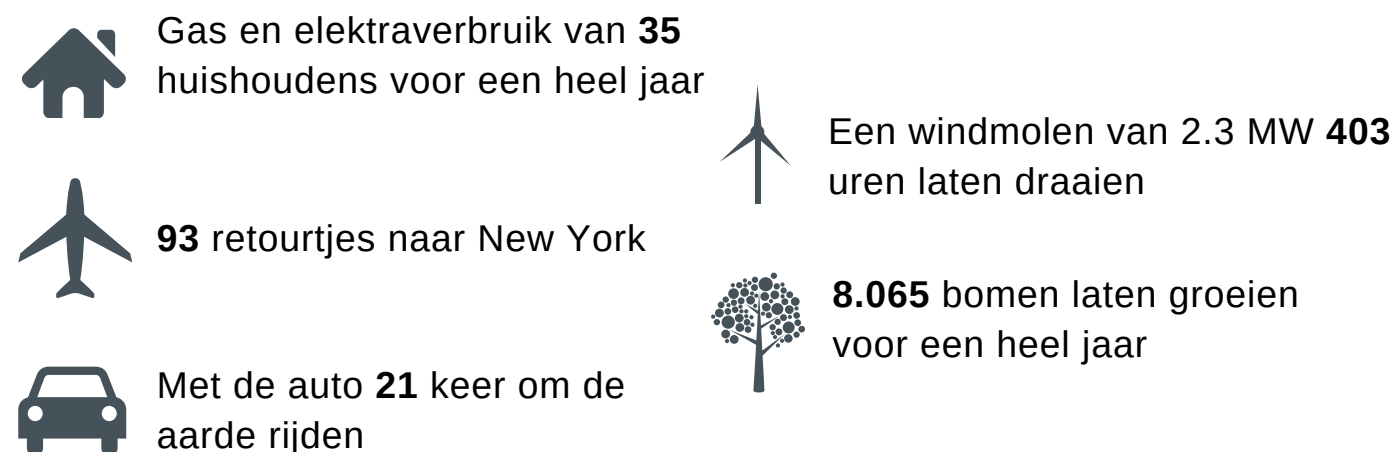 Gas en elektraverbruik van 35
huishoudens voor een heel jaar
93 retourtjes naar New York
Met de auto 21 keer om de
aarde rijden
Een windmolen van 2.3 MW 403
uren laten draaien
8.065 bomen laten groeien
voor een heel jaar